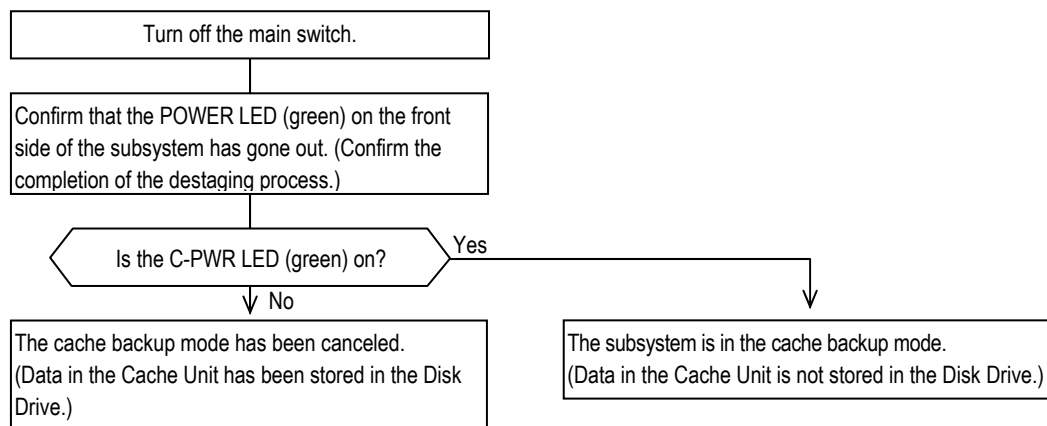 Turn off the main switch.
Confirm that the POWER LED (green) on the front
side of the subsystem has gone out. (Confirm the
completion of the destaging process.)
Is the C-PWR LED (green) on?
Yes
No
The cache backup mode has been canceled.
(Data in the Cache Unit has been stored in the Disk
Drive.)
The subsystem is in the cache backup mode.
(Data in the Cache Unit is not stored in the Disk Drive.)